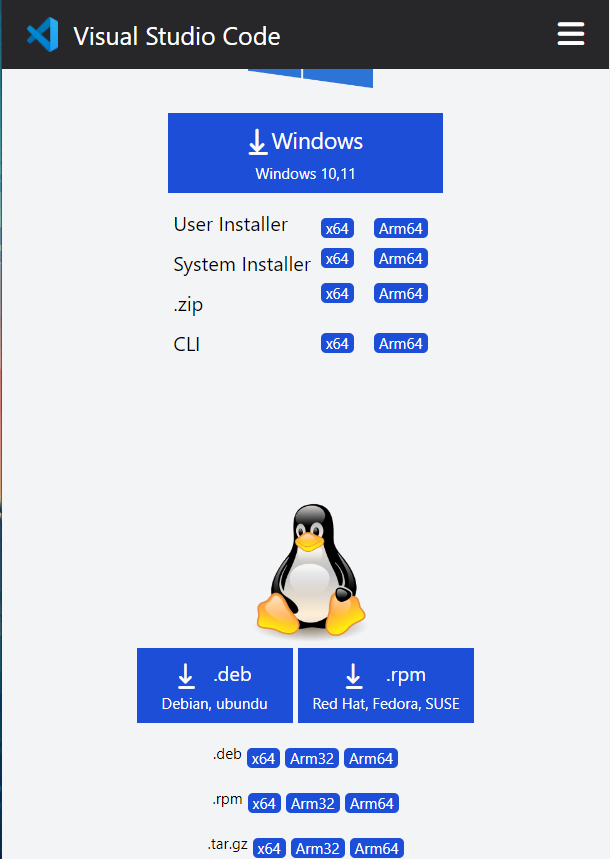 Visual Studio Code
Windows
Windows 10,11
User Installer x64 Arm64
System Installer x64 Arm64
.zip x64 Arm64
CLI x64 Arm64
.deb
Debian, ubundu
.rpm
Red Hat, Fedora, SUSE
.deb x64 Arm32 Arm64
.rpm x64 Arm32 Arm64
.tar.gz x64 Arm32 Arm64